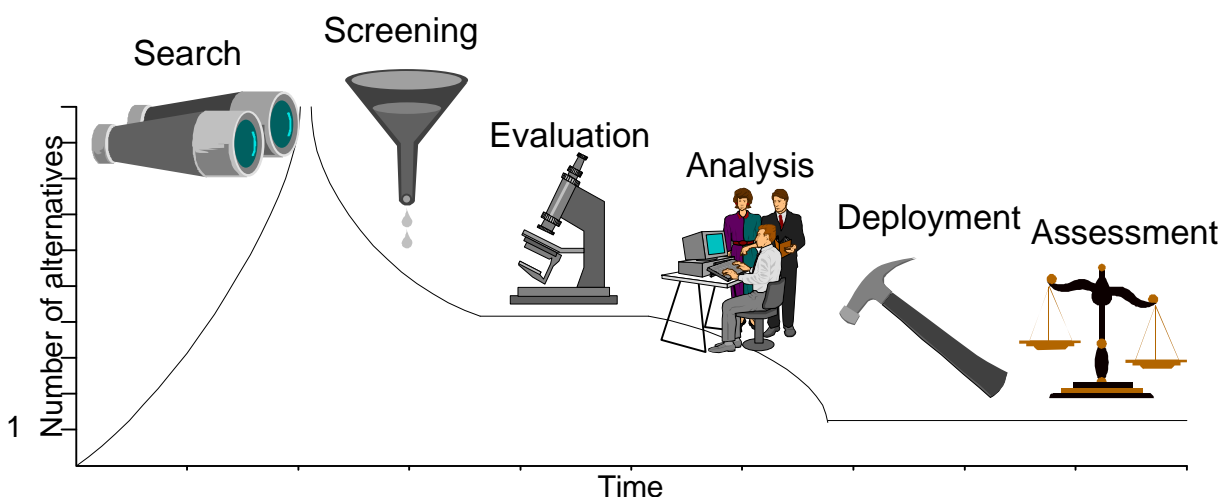 Search
Screening
Evaluation
Analysis
Deployment
Assessment
Number of alternatives
1
Time